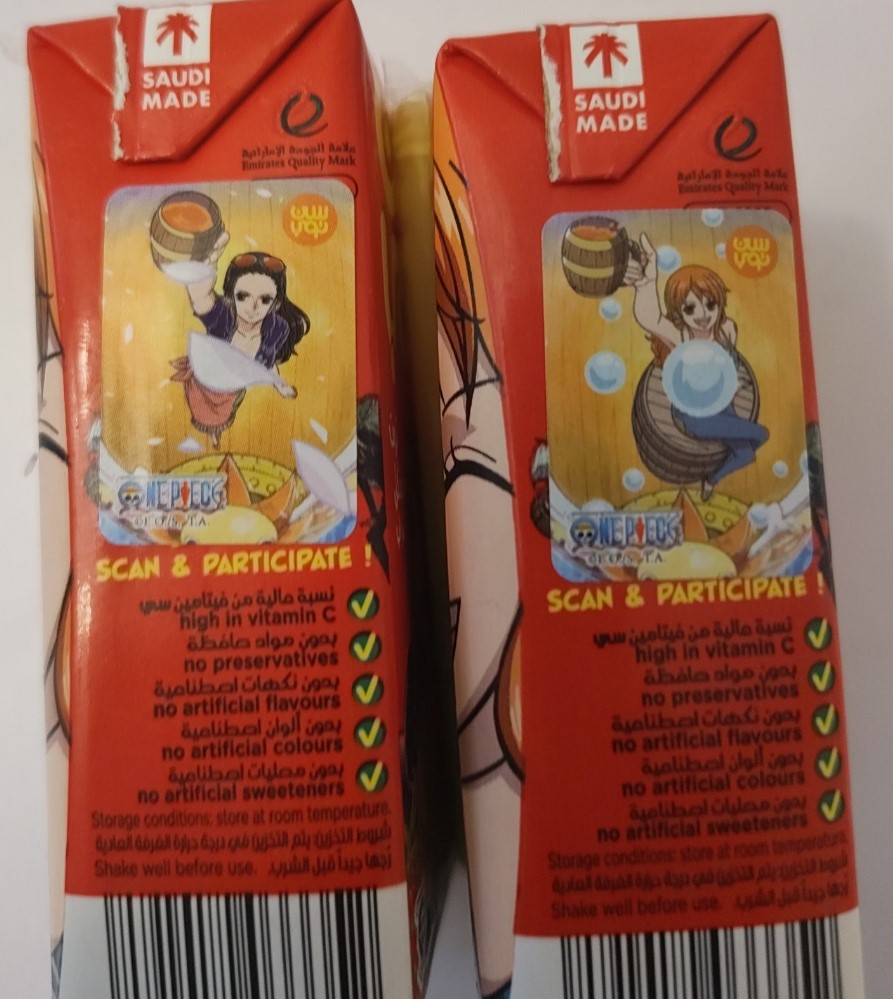 SAUDI
MADE
علامة الجودة الإماراتية
Emirates Quality Mark
سن
توب
ONE PIECE
©E.O/S., T.A.
SCAN & PARTICIPATE !
نسبة عالية من فيتامين سي
high in vitamin C
بدون مواد حافظة
no preservatives
بدون نكهات اصطناعية
no artificial flavours
بدون ألوان اصطناعية
no artificial colours
بدون محليات اصطناعية
no artificial sweeteners
Storage conditions: store at room temperature.
شروط التخزين: يتم التخزين في درجة حرارة الغرفة العادية
Shake well before use. رُجها جيداً قبل الشرب.
SAUDI
MADE
علامة الجودة الإماراتية
Emirates Quality Mark
سن
توب
ONE PIECE
©E.O/S., T.A.
SCAN & PARTICIPATE !
نسبة عالية من فيتامين سي
high in vitamin C
بدون مواد حافظة
no preservatives
بدون نكهات اصطناعية
no artificial flavours
بدون ألوان اصطناعية
no artificial colours
بدون محليات اصطناعية
no artificial sweeteners
Storage conditions: store at room temperature.
شروط التخزين: يتم التخزين في درجة حرارة الغرفة العادية
Shake well before use. رُجها جيداً قبل الشرب.